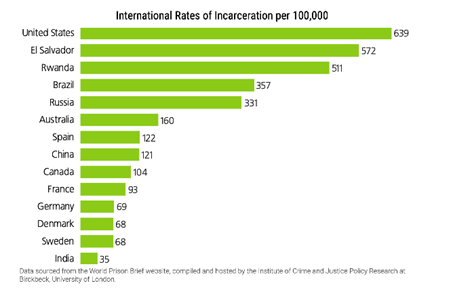 International Rates of Incarceration per 100,000
United States 639
El Salvador 572
Rwanda 511
Brazil 357
Russia 331
Australia 160
Spain 122
China 121
Canada 104
France 93
Germany 69
Denmark 68
Sweden 68
India 35
Data sourced from the World Prison Brief website, compiled and hosted by the Institute of Crime and Justice Policy Research at
Birckbeck, University of London.